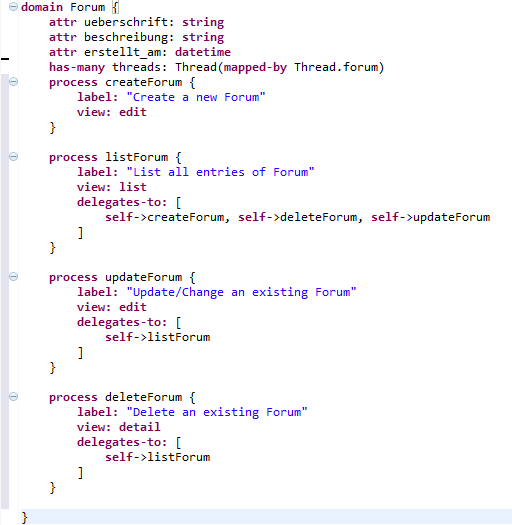 domain Forum {
    attr ueberschrift: string
    attr beschreibung: string
    attr erstellt_am: datetime
    has-many threads: Thread(mapped-by Thread.forum)
    process createForum {
        label: "Create a new Forum"
        view: edit
    }
    process listForum {
        label: "List all entries of Forum"
        view: list
        delegates-to: [
            self->createForum, self->deleteForum, self->updateForum
        ]
    }
    process updateForum {
        label: "Update/Change an existing Forum"
        view: edit
        delegates-to: [
            self->listForum
        ]
    }
    process deleteForum {
        label: "Delete an existing Forum"
        view: detail
        delegates-to: [
            self->listForum
        ]
    }
}